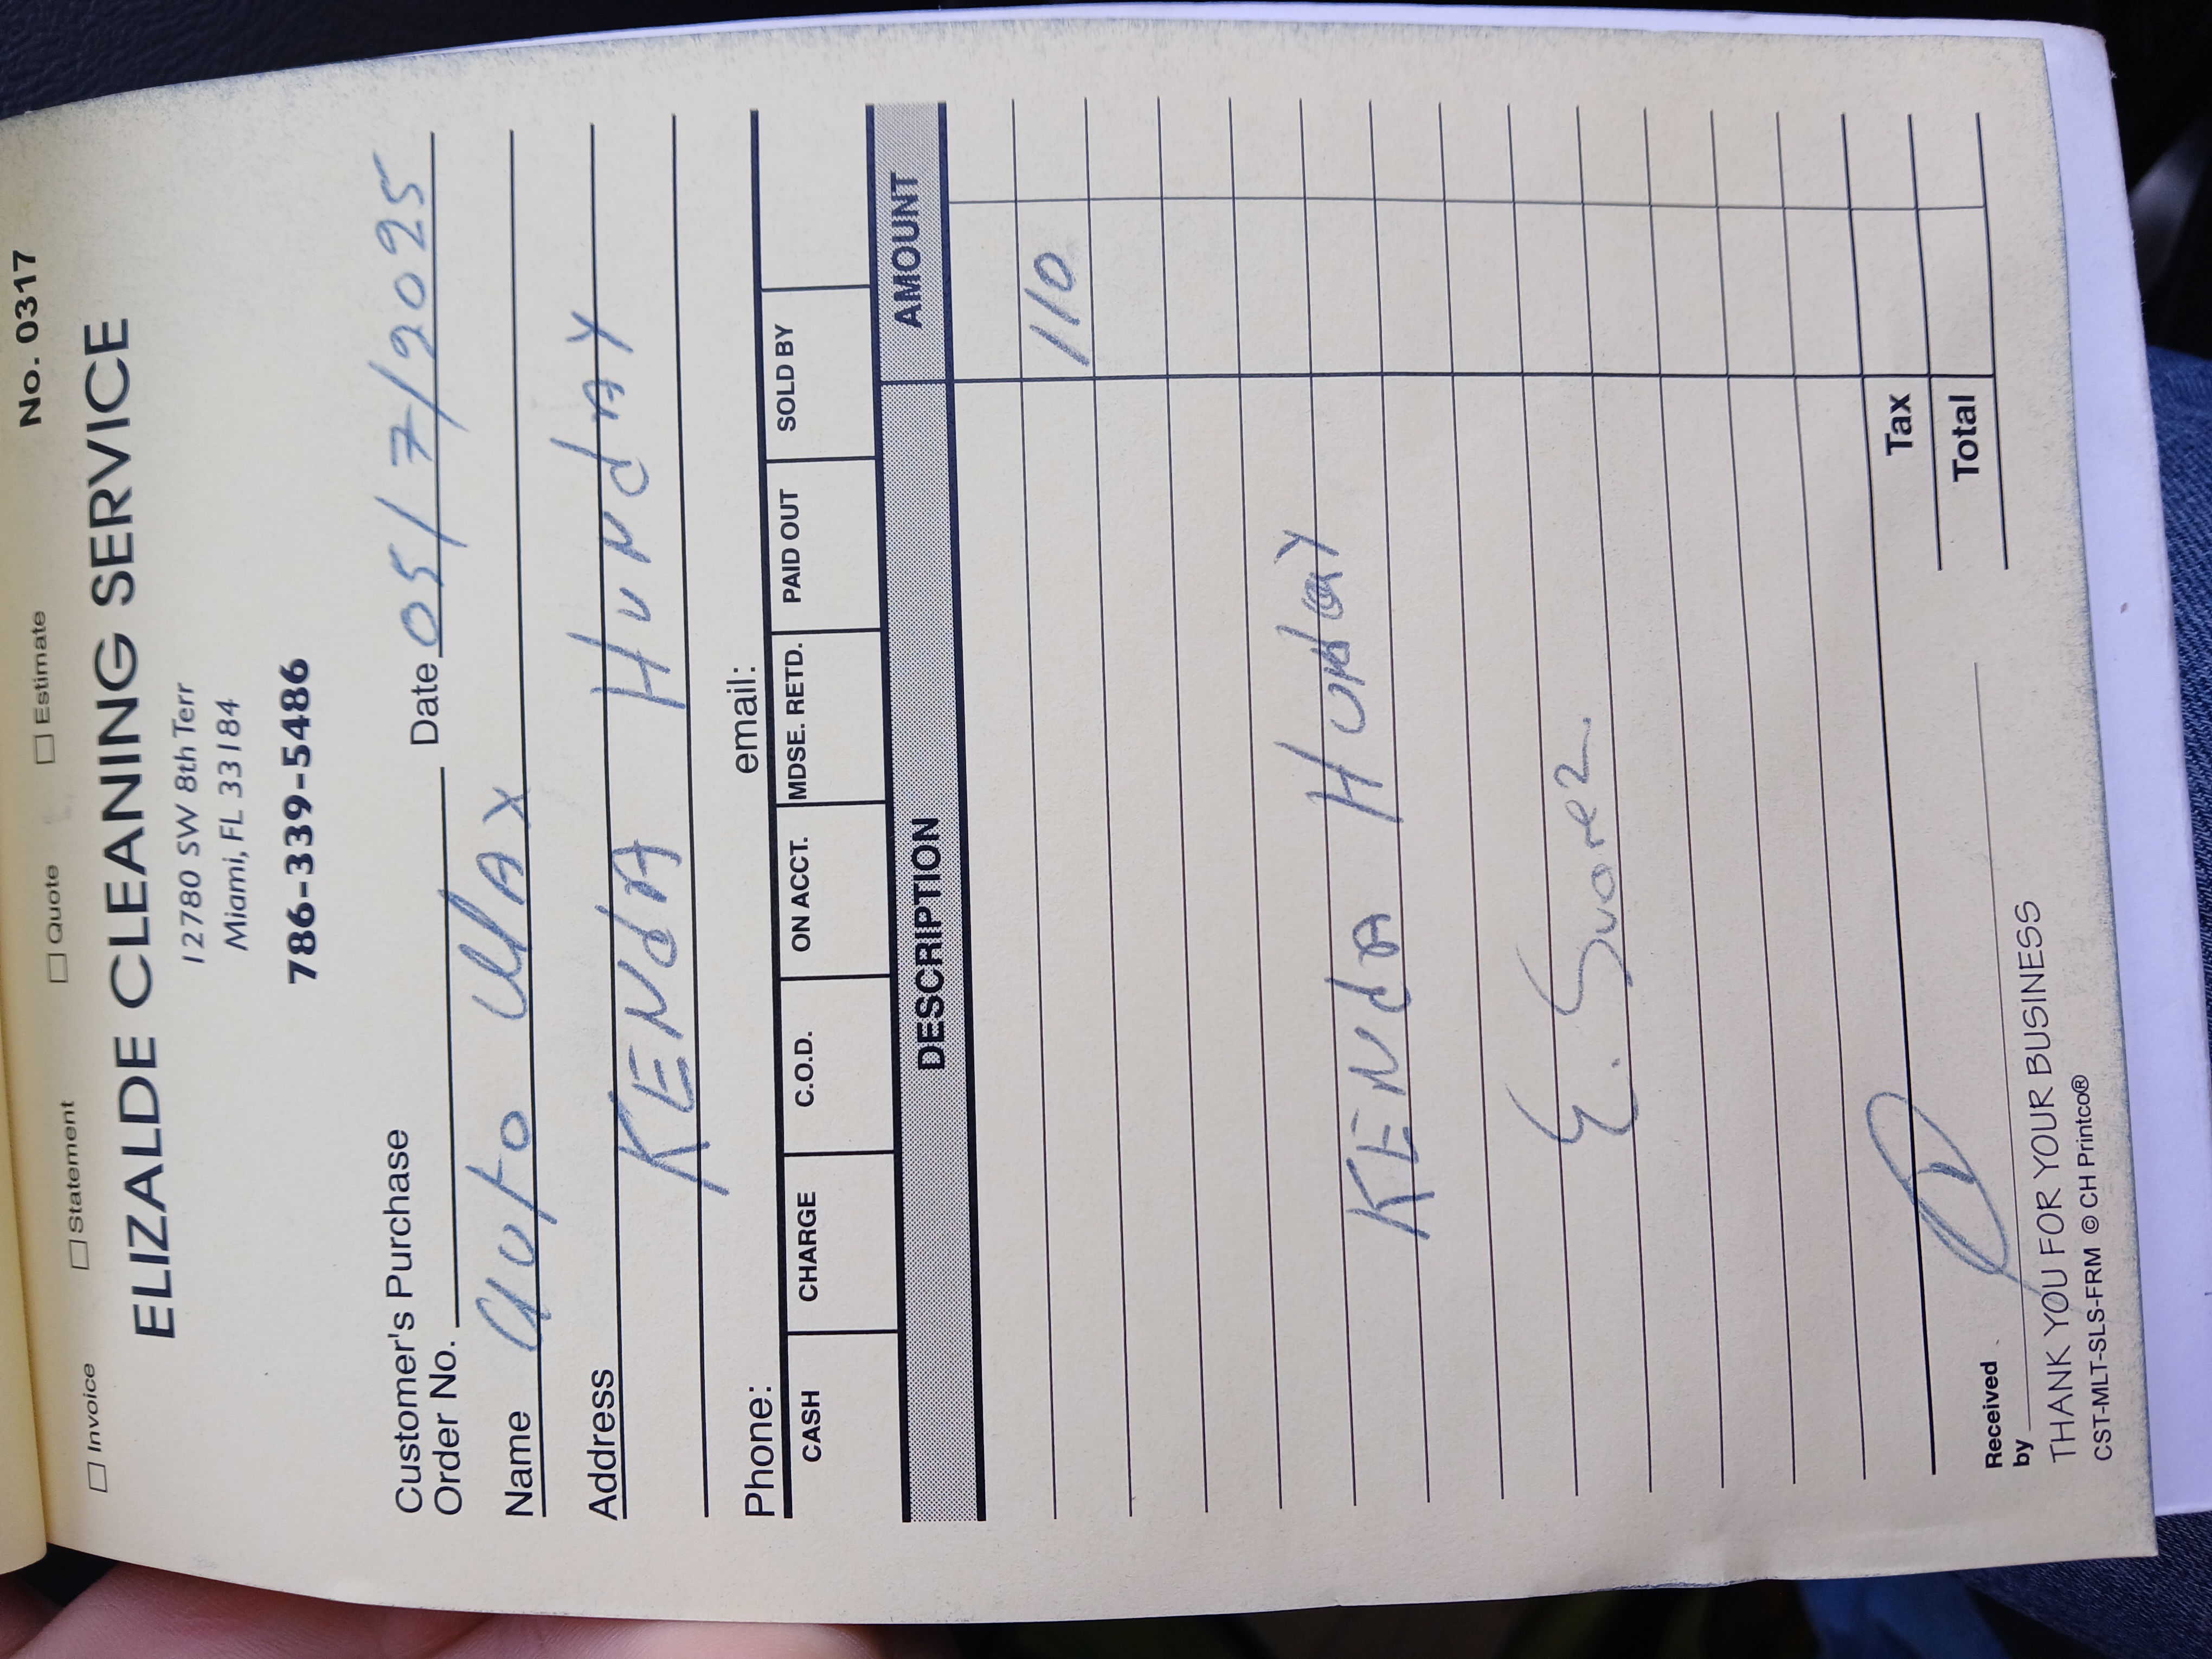 No. 0317
Invoice Statement Quote Estimate
ELIZALDE CLEANING SERVICE
12780 SW 8th Terr
Miami, FL 33184
786-339-5486
Customer's Purchase
Order No. Date 05/7/2025
Name Auto Max
Address
KENdA HUNdAY
Phone: email:
CASH CHARGE C.O.D. ON ACCT. MDSE. RETD. PAID OUT SOLD BY
DESCRIPTION AMOUNT
110
KENdA HUNdaY
E. Suorez
Tax
Total
Received
by
THANK YOU FOR YOUR BUSINESS
CST-MLT-SLS-FRM © CH Printco®